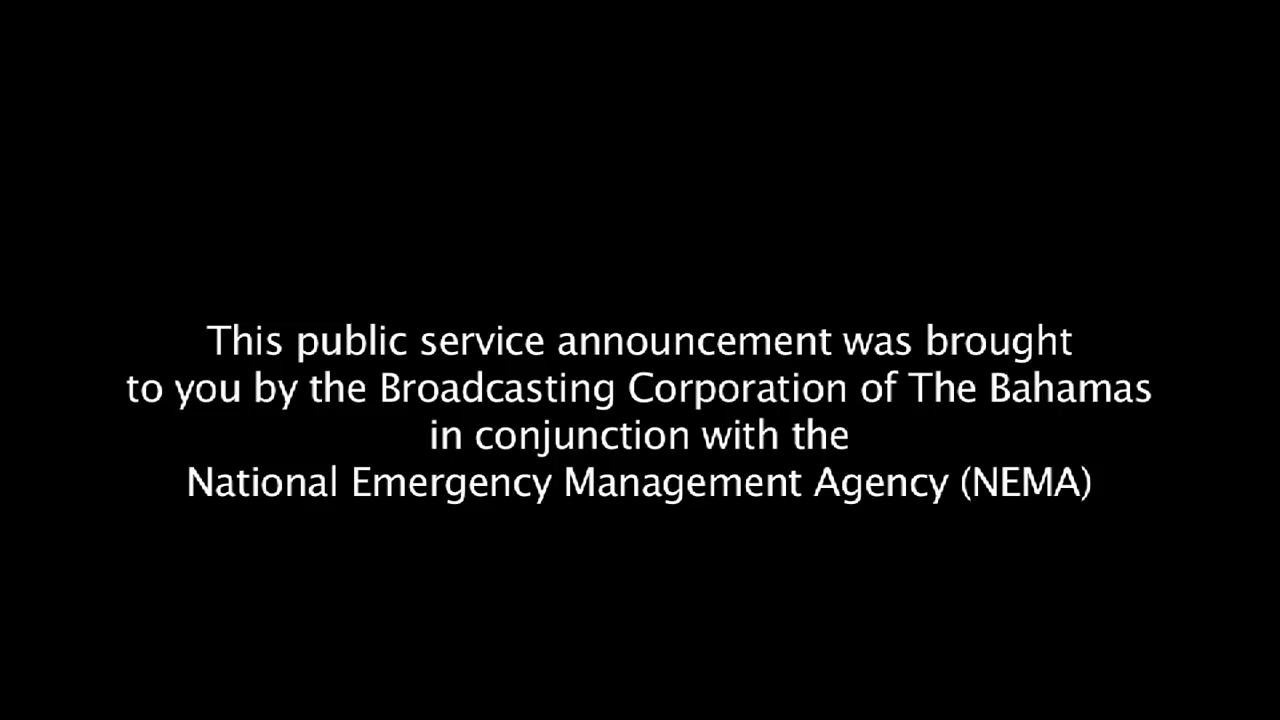 This public service announcement was brought
to you by the Broadcasting Corporation of The Bahamas
in conjunction with the
National Emergency Management Agency (NEMA)